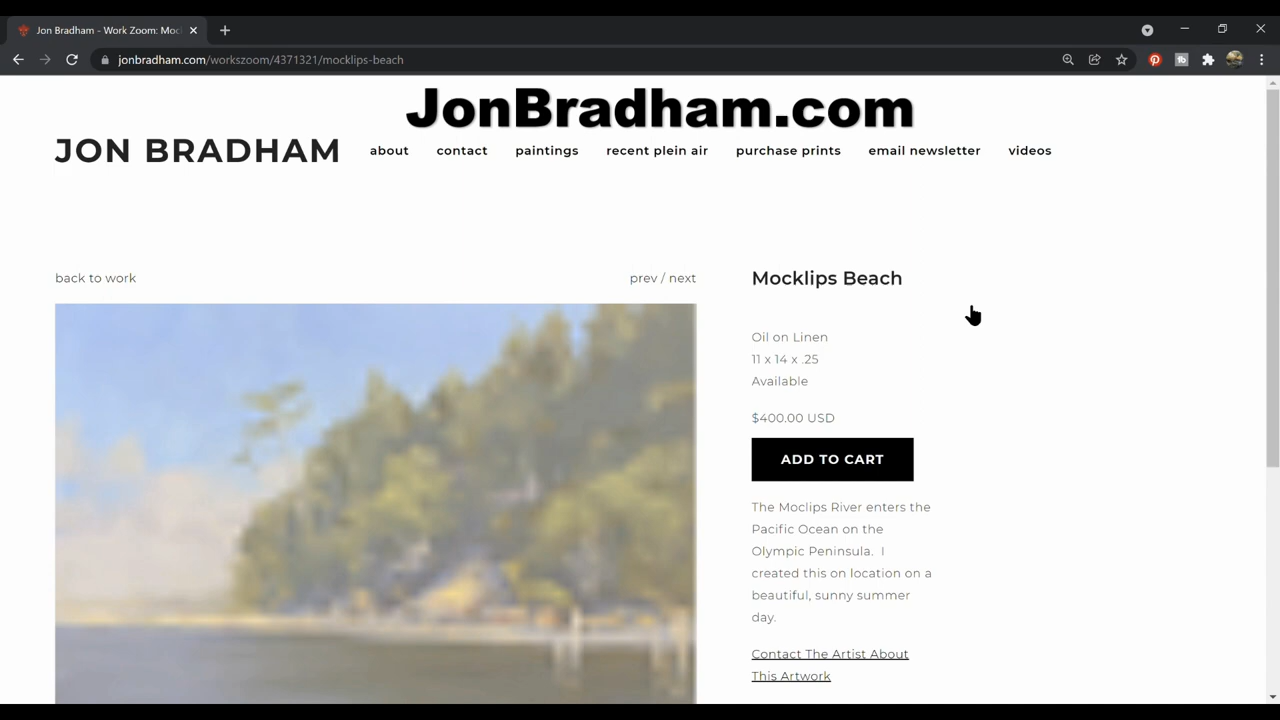 Jon Bradham - Work Zoom: Moc
jonbradham.com/workszoom/4371321/mocklips-beach
JonBradham.com
JON BRADHAM about contact paintings recent plein air purchase prints email newsletter videos
back to work prev / next
Mocklips Beach
Oil on Linen
11 x 14 x .25
Available
$400.00 USD
ADD TO CART
The Moclips River enters the
Pacific Ocean on the
Olympic Peninsula. I
created this on location on a
beautiful, sunny summer
day.
Contact The Artist About
This Artwork